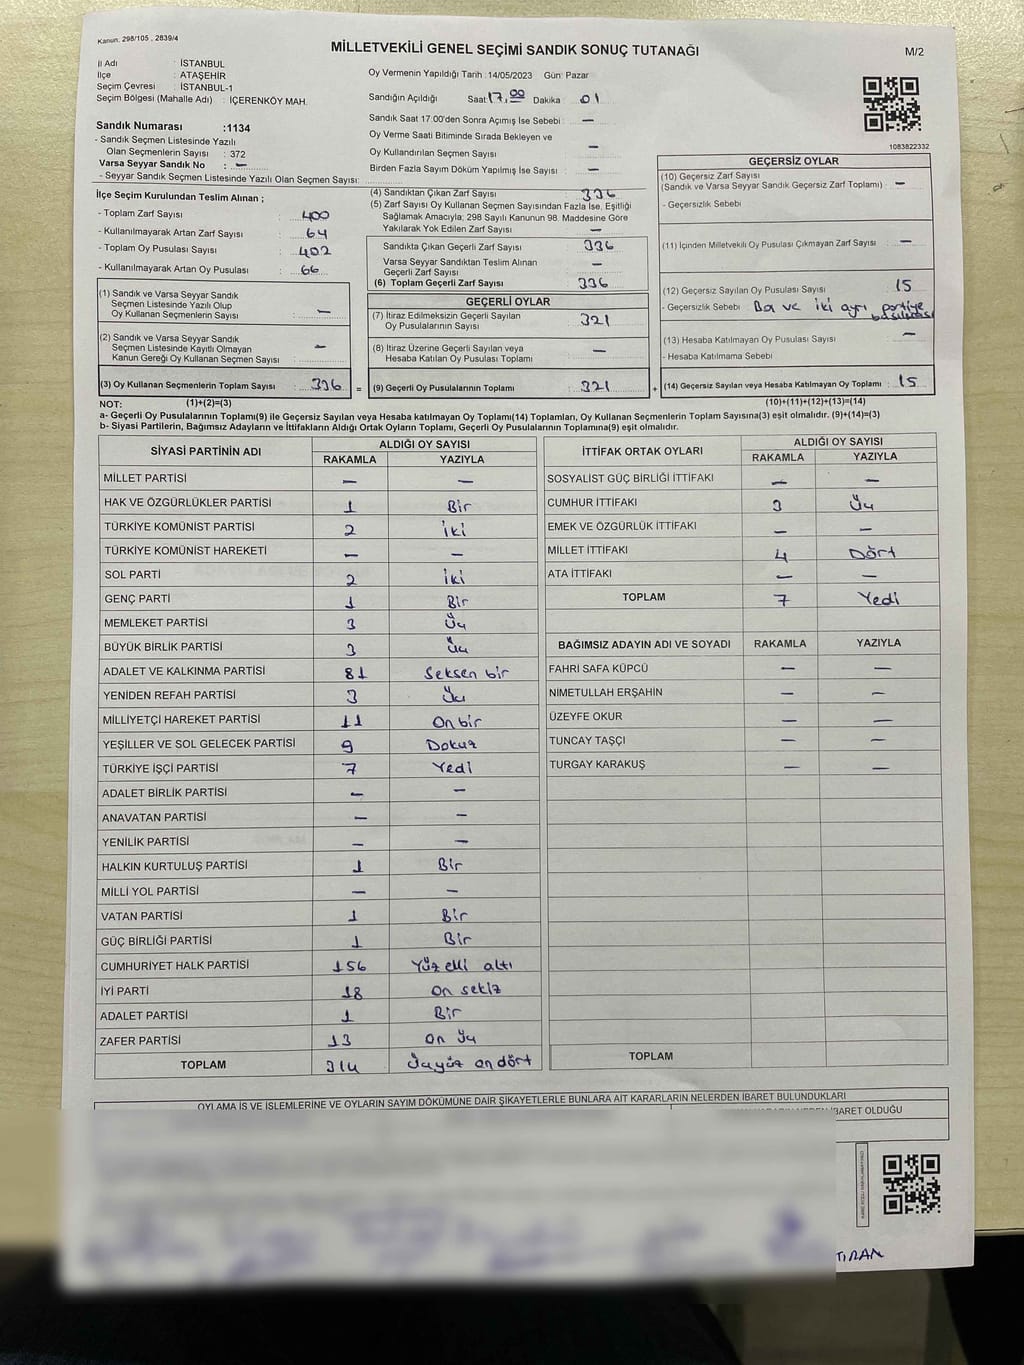 Kanun: 298/105 , 2839/4
MİLLETVEKİLİ GENEL SEÇİMİ SANDIK SONUÇ TUTANAĞI
M/2
İl Adı : İSTANBUL
İlçe : ATAŞEHİR
Seçim Çevresi : İSTANBUL-1
Seçim Bölgesi (Mahalle Adı) : İÇERENKÖY MAH.
Sandık Numarası :1134
- Sandık Seçmen Listesinde Yazılı
Olan Seçmenlerin Sayısı : 372
Varsa Seyyar Sandık No : —
- Seyyar Sandık Seçmen Listesinde Yazılı Olan Seçmen Sayısı:
Oy Vermenin Yapıldığı Tarih :14/05/2023 Gün: Pazar
Sandığın Açıldığı Saat 17.00 Dakika 01
Sandık Saat 17:00'den Sonra Açımış İse Sebebi : —
Oy Verme Saati Bitiminde Sırada Bekleyen ve
Oy Kullandırılan Seçmen Sayısı —
Birden Fazla Sayım Döküm Yapılmış İse Sayısı : —
1083822332
İlçe Seçim Kurulundan Teslim Alınan ;
- Toplam Zarf Sayısı : 400
- Kullanılmayarak Artan Zarf Sayısı : 64
- Toplam Oy Pusulası Sayısı : 402
- Kullanılmayarak Artan Oy Pusulası : 66
(4) Sandıktan Çıkan Zarf Sayısı : 336
(5) Zarf Sayısı Oy Kullanan Seçmen Sayısından Fazla İse, Eşitliği
Sağlamak Amacıyla; 298 Sayılı Kanunun 98. Maddesine Göre
Yakılarak Yok Edilen Zarf Sayısı : —
Sandıkta Çıkan Geçerli Zarf Sayısı : 336
Varsa Seyyar Sandıktan Teslim Alınan
Geçerli Zarf Sayısı : —
(6) Toplam Geçerli Zarf Sayısı : 336
GEÇERSİZ OYLAR
(10) Geçersiz Zarf Sayısı
(Sandık ve Varsa Seyyar Sandık Geçersiz Zarf Toplamı) : —
- Geçersizlik Sebebi
(11) İçinden Milletvekili Oy Pusulası Çıkmayan Zarf Sayısı : —
(12) Geçersiz Sayılan Oy Pusulası Sayısı : 15
- Geçersizlik Sebebi Boş ve iki ayrı partiye
basılması
(13) Hesaba Katılmayan Oy Pusulası Sayısı : —
- Hesaba Katılmama Sebebi
(14) Geçersiz Sayılan veya Hesaba Katılmayan Oy Toplamı : 15
(10)+(11)+(12)+(13)=(14)
(1) Sandık ve Varsa Seyyar Sandık
Seçmen Listesinde Yazılı Olup
Oy Kullanan Seçmenlerin Sayısı : —
(2) Sandık ve Varsa Seyyar Sandık
Seçmen Listesinde Kayıtlı Olmayan
Kanun Gereği Oy Kullanan Seçmen Sayısı : —
(3) Oy Kullanan Seçmenlerin Toplam Sayısı : 336 =
(1)+(2)=(3)
GEÇERLİ OYLAR
(7) İtiraz Edilmeksizin Geçerli Sayılan
Oy Pusulalarının Sayısı : 321
(8) İtiraz Üzerine Geçerli Sayılan veya
Hesaba Katılan Oy Pusulası Toplamı : —
(9) Geçerli Oy Pusulalarının Toplamı : 321 +
NOT:
a- Geçerli Oy Pusulalarının Toplamı(9) ile Geçersiz Sayılan veya Hesaba katılmayan Oy Toplamı(14) Toplamları, Oy Kullanan Seçmenlerin Toplam Sayısına(3) eşit olmalıdır. (9)+(14)=(3)
b- Siyasi Partilerin, Bağımsız Adayların ve İttifakların Aldığı Ortak Oyların Toplamı, Geçerli Oy Pusulalarının Toplamına(9) eşit olmalıdır.
SİYASİ PARTİNİN ADI ALDIĞI OY SAYISI
RAKAMLA YAZIYLA
MİLLET PARTİSİ — —
HAK VE ÖZGÜRLÜKLER PARTİSİ 1 Bir
TÜRKİYE KOMÜNİST PARTİSİ 2 İki
TÜRKİYE KOMÜNİST HAREKETİ — —
SOL PARTİ 2 İki
GENÇ PARTİ 1 Bir
MEMLEKET PARTİSİ 3 Üç
BÜYÜK BİRLİK PARTİSİ 3 Üç
ADALET VE KALKINMA PARTİSİ 81 Seksen bir
YENİDEN REFAH PARTİSİ 3 Üç
MİLLİYETÇİ HAREKET PARTİSİ 11 On bir
YEŞİLLER VE SOL GELECEK PARTİSİ 9 Dokuz
TÜRKİYE İŞÇİ PARTİSİ 7 Yedi
ADALET BİRLİK PARTİSİ — —
ANAVATAN PARTİSİ — —
YENİLİK PARTİSİ — —
HALKIN KURTULUŞ PARTİSİ 1 Bir
MİLLİ YOL PARTİSİ — —
VATAN PARTİSİ 1 Bir
GÜÇ BİRLİĞİ PARTİSİ 1 Bir
CUMHURİYET HALK PARTİSİ 156 Yüz elli altı
İYİ PARTİ 18 On sekiz
ADALET PARTİSİ 1 Bir
ZAFER PARTİSİ 13 On üç
TOPLAM 314 Üçyüz on dört
İTTİFAK ORTAK OYLARI ALDIĞI OY SAYISI
RAKAMLA YAZIYLA
SOSYALİST GÜÇ BİRLİĞİ İTTİFAKI — —
CUMHUR İTTİFAKI 3 Üç
EMEK VE ÖZGÜRLÜK İTTİFAKI — —
MİLLET İTTİFAKI 4 Dört
ATA İTTİFAKI — —
TOPLAM 7 Yedi
BAĞIMSIZ ADAYIN ADI VE SOYADI RAKAMLA YAZIYLA
FAHRİ SAFA KÜPCÜ — —
NİMETULLAH ERŞAHİN — —
ÜZEYFE OKUR — —
TUNCAY TAŞÇI — —
TURGAY KARAKUŞ — —
TOPLAM
OYLAMA İŞ VE İŞLEMLERİNE VE OYLARIN SAYIM DÖKÜMÜNE DAİR ŞİKAYETLERLE BUNLARA AİT KARARLARIN NELERDEN İBARET BULUNDUKLARI
İBARET OLDUĞU
TIRAN